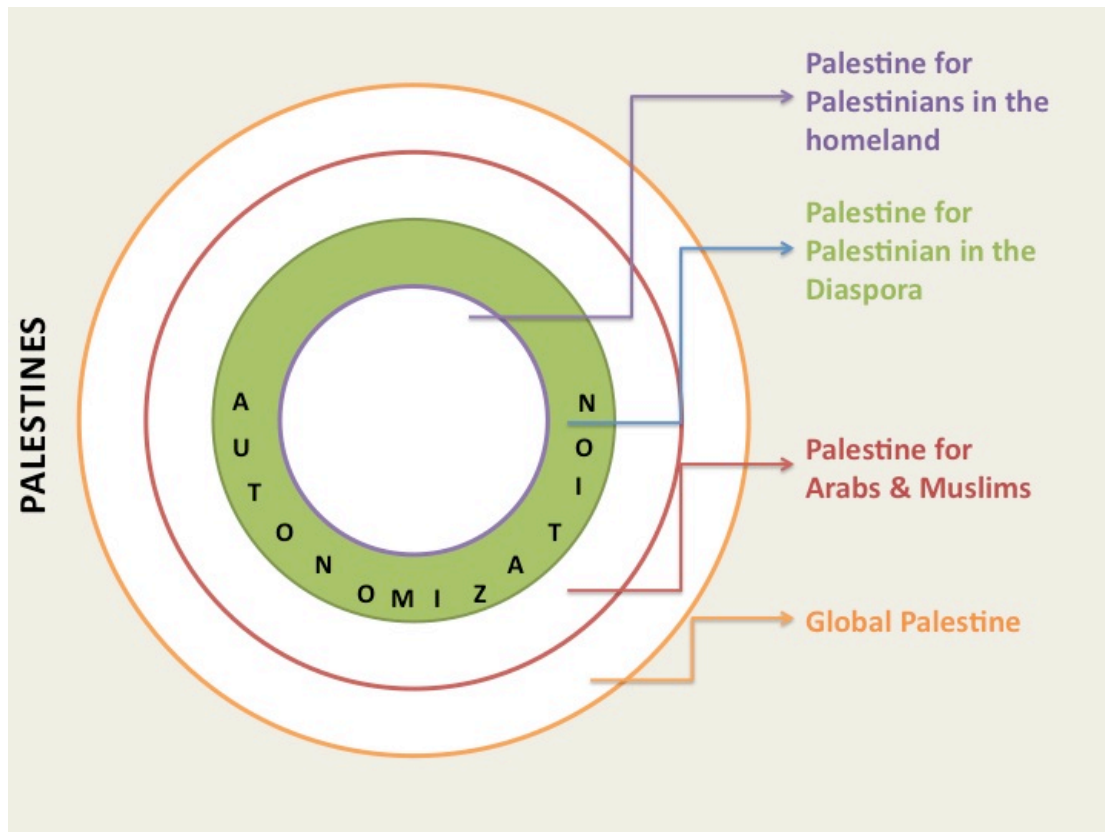 PALESTINES
Palestine for
Palestinians in the
homeland
Palestine for
Palestinian in the
Diaspora
AUTONOMIZATION
Palestine for
Arabs & Muslims
Global Palestine